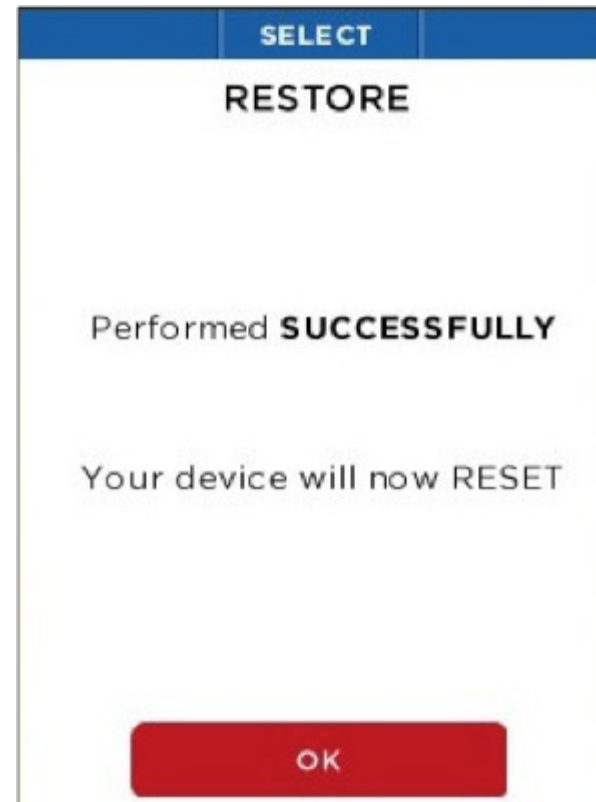 SELECT
RESTORE
Performed SUCCESSFULLY
Your device will now RESET
OK